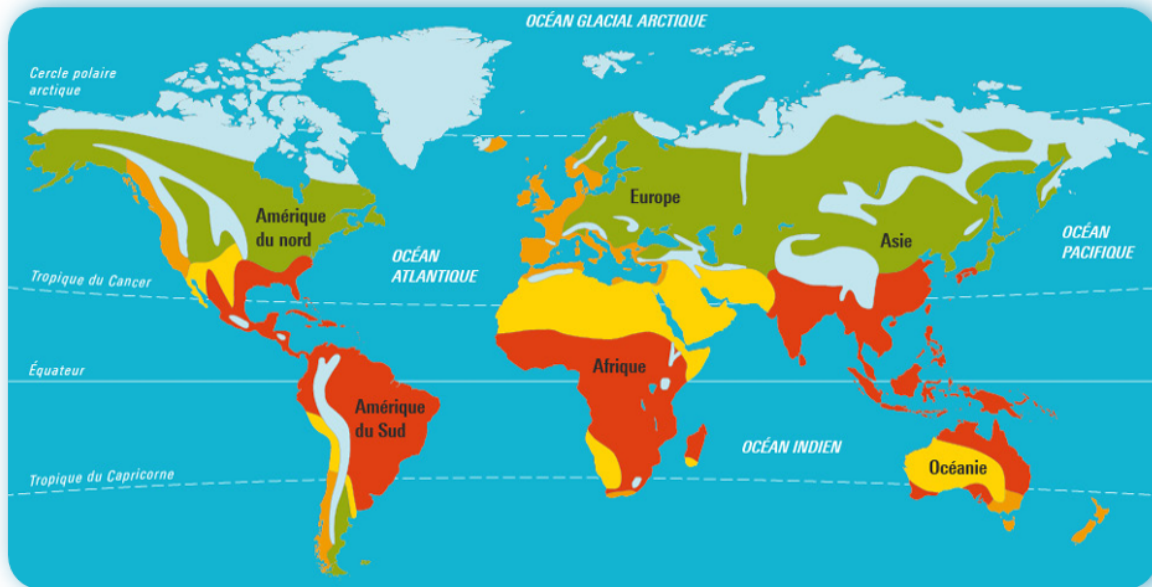 OCÉAN GLACIAL ARCTIQUE
Cercle polaire
arctique
Europe
Amérique
du nord
Asie
OCÉAN
PACIFIQUE
OCÉAN
ATLANTIQUE
Tropique du Cancer
Équateur
Afrique
Amérique
du Sud
OCÉAN INDIEN
Océanie
Tropique du Capricorne